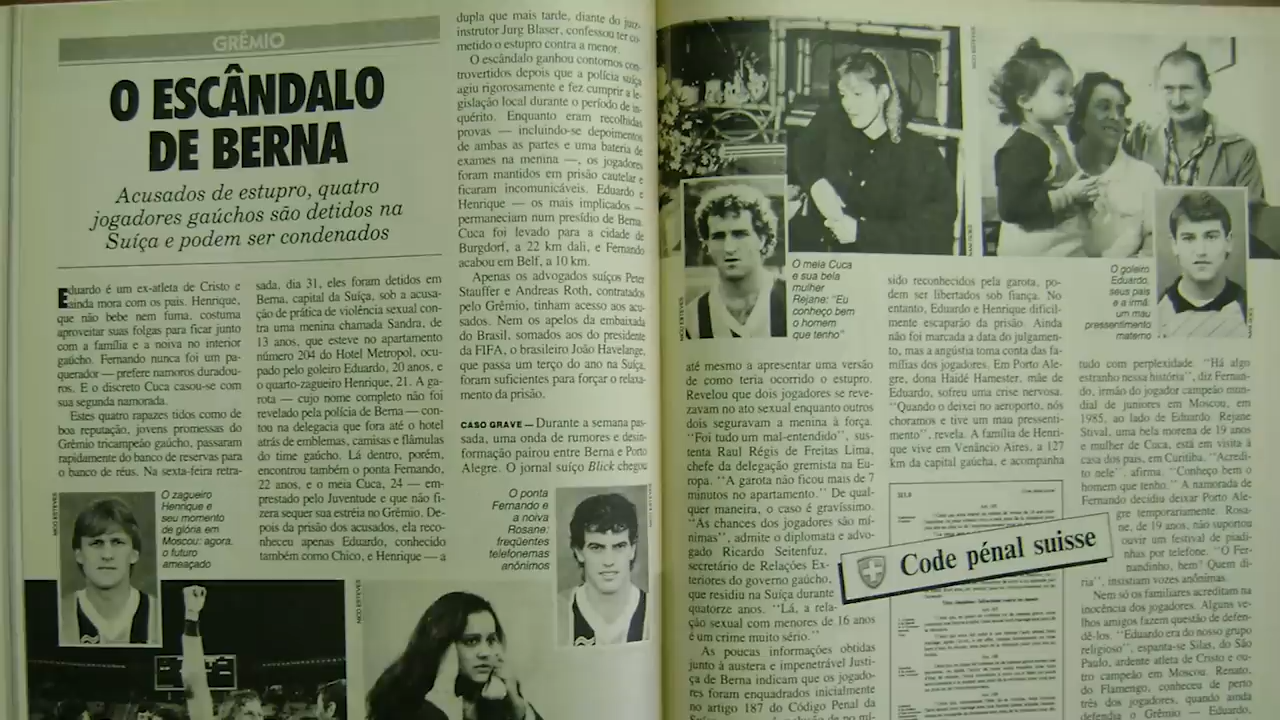 GRÊMIO
O ESCÂNDALO
DE BERNA
Acusados de estupro, quatro
jogadores gaúchos são detidos na
Suíça e podem ser condenados
Eduardo é um ex-atleta de Cristo e
ainda mora com os pais. Henrique,
que não bebe nem fuma, costuma
aproveitar suas folgas para ficar junto
com a família e a noiva no interior
gaúcho. Fernando nunca foi um pa-
querador — prefere namoros duradou-
ros. E o discreto Cuca casou-se com
sua segunda namorada.
Estes quatro rapazes tidos como de
boa reputação, jovens promessas do
Grêmio tricampeão gaúcho, passaram
rapidamente do banco de reservas para
o banco de réus. Na sexta-feira retra-
O zagueiro
Henrique e
seu momento
de glória em
Moscou: agora,
o futuro
ameaçado
sada, dia 31, eles foram detidos em
Berna, capital da Suíça, sob a acusa-
ção de prática de violência sexual con-
tra uma menina chamada Sandra, de
13 anos, que esteve no apartamento
número 204 do Hotel Metropol, ocu-
pado pelo goleiro Eduardo, 20 anos, e
o quarto-zagueiro Henrique, 21. A ga-
rota — cujo nome completo não foi
revelado pela polícia de Berna — con-
tou na delegacia que fora até o hotel
atrás de emblemas, camisas e flâmulas
do time gaúcho. Lá dentro, porém,
encontrou também o ponta Fernando,
22 anos, e o meia Cuca, 24 — em-
prestado pelo Juventude e que não fi-
zera sequer sua estréia no Grêmio. De-
pois da prisão dos acusados, ela reco-
nheceu apenas Eduardo, conhecido
também como Chico, e Henrique — a
dupla que mais tarde, diante do juiz-
instrutor Jurg Blaser, confessou ter co-
metido o estupro contra a menor.
O escândalo ganhou contornos con-
trovertidos depois que a polícia suíça
agiu rigorosamente e fez cumprir a le-
gislação local durante o período de in-
quérito. Enquanto eram recolhidas
provas — incluindo-se depoimentos
de ambas as partes e uma bateria de
exames na menina —, os jogadores
foram mantidos em prisão cautelar e
ficaram incomunicáveis. Eduardo e
Henrique — os mais implicados —
permaneciam num presídio de Berna.
Cuca foi levado para a cidade de
Burgdorf, a 22 km dali, e Fernando
acabou em Belf, a 10 km.
Apenas os advogados suíços Peter
Stauffer e Andreas Roth, contratados
pelo Grêmio, tinham acesso aos acu-
sados. Nem os apelos da embaixada
do Brasil, somados aos do presidente
da FIFA, o brasileiro João Havelange,
que passa um terço do ano na Suíça,
foram suficientes para forçar o relaxa-
mento da prisão.
CASO GRAVE — Durante a semana pas-
sada, uma onda de rumores e desin-
formação pairou entre Berna e Porto
Alegre. O jornal suíço Blick chegou
O ponta
Fernando e
a noiva
Rosane:
freqüentes
telefonemas
anônimos
O meia Cuca
e sua bela
mulher
Rejane: "Eu
conheço bem
o homem
que tenho"
O goleiro
Eduardo,
seus pais
e a irmã:
um mau
pressentimento
materno
até mesmo a apresentar uma versão
de como teria ocorrido o estupro.
Revelou que dois jogadores se reve-
zavam no ato sexual enquanto outros
dois seguravam a menina à força.
"Foi tudo um mal-entendido", sus-
tenta Raul Régis de Freitas Lima,
chefe da delegação gremista na Eu-
ropa. "A garota não ficou mais de 7
minutos no apartamento." De qual-
quer maneira, o caso é gravíssimo.
"As chances dos jogadores são mí-
nimas", admite o diplomata e advo-
gado Ricardo Seitenfuz,
secretário de Relações Ex-
teriores do governo gaúcho,
que residiu na Suíça durante
quatorze anos. "Lá, a rela-
ção sexual com menores de 16 anos
é um crime muito sério."
As poucas informações obtidas
junto à austera e impenetrável Justi-
ça de Berna indicam que os jogado-
res foram enquadrados inicialmente
no artigo 187 do Código Penal da
sido reconhecidos pela garota, po-
dem ser libertados sob fiança. No
entanto, Eduardo e Henrique dificil-
mente escaparão da prisão. Ainda
não foi marcada a data do julgamen-
to, mas a angústia toma conta das fa-
mílias dos jogadores. Em Porto Ale-
gre, dona Haidé Hamester, mãe de
Eduardo, sofreu uma crise nervosa.
"Quando o deixei no aeroporto, nós
choramos e tive um mau pressenti-
mento", revela. A família de Henri-
que vive em Venâncio Aires, a 127
km da capital gaúcha, e acompanha
Code pénal suisse
tudo com perplexidade. "Há algo
estranho nessa história", diz Fernan-
do, irmão do jogador campeão mun-
dial de juniores em Moscou, em
1985, ao lado de Eduardo. Rejane
Stival, uma bela morena de 19 anos
e mulher de Cuca, está em visita à
casa dos pais, em Curitiba. "Acredi-
to nele", afirma. "Conheço bem o
homem que tenho." A namorada de
Fernando decidiu deixar Porto Ale-
gre temporariamente. Rosa-
ne, de 19 anos, não suportou
ouvir um festival de piadi-
nhas por telefone. "O Fer-
nandinho, hem? Quem di-
ria", insistiam vozes anônimas.
Nem só os familiares acreditam na
inocência dos jogadores. Alguns ve-
lhos amigos fazem questão de defen-
dê-los. "Eduardo era do nosso grupo
religioso", espanta-se Silas, do São
Paulo, ardente atleta de Cristo e ou-
tro campeão em Moscou. Renato,
do Flamengo, conheceu de perto
três dos jogadores, quando ainda
defendia o Grêmio — Eduardo,